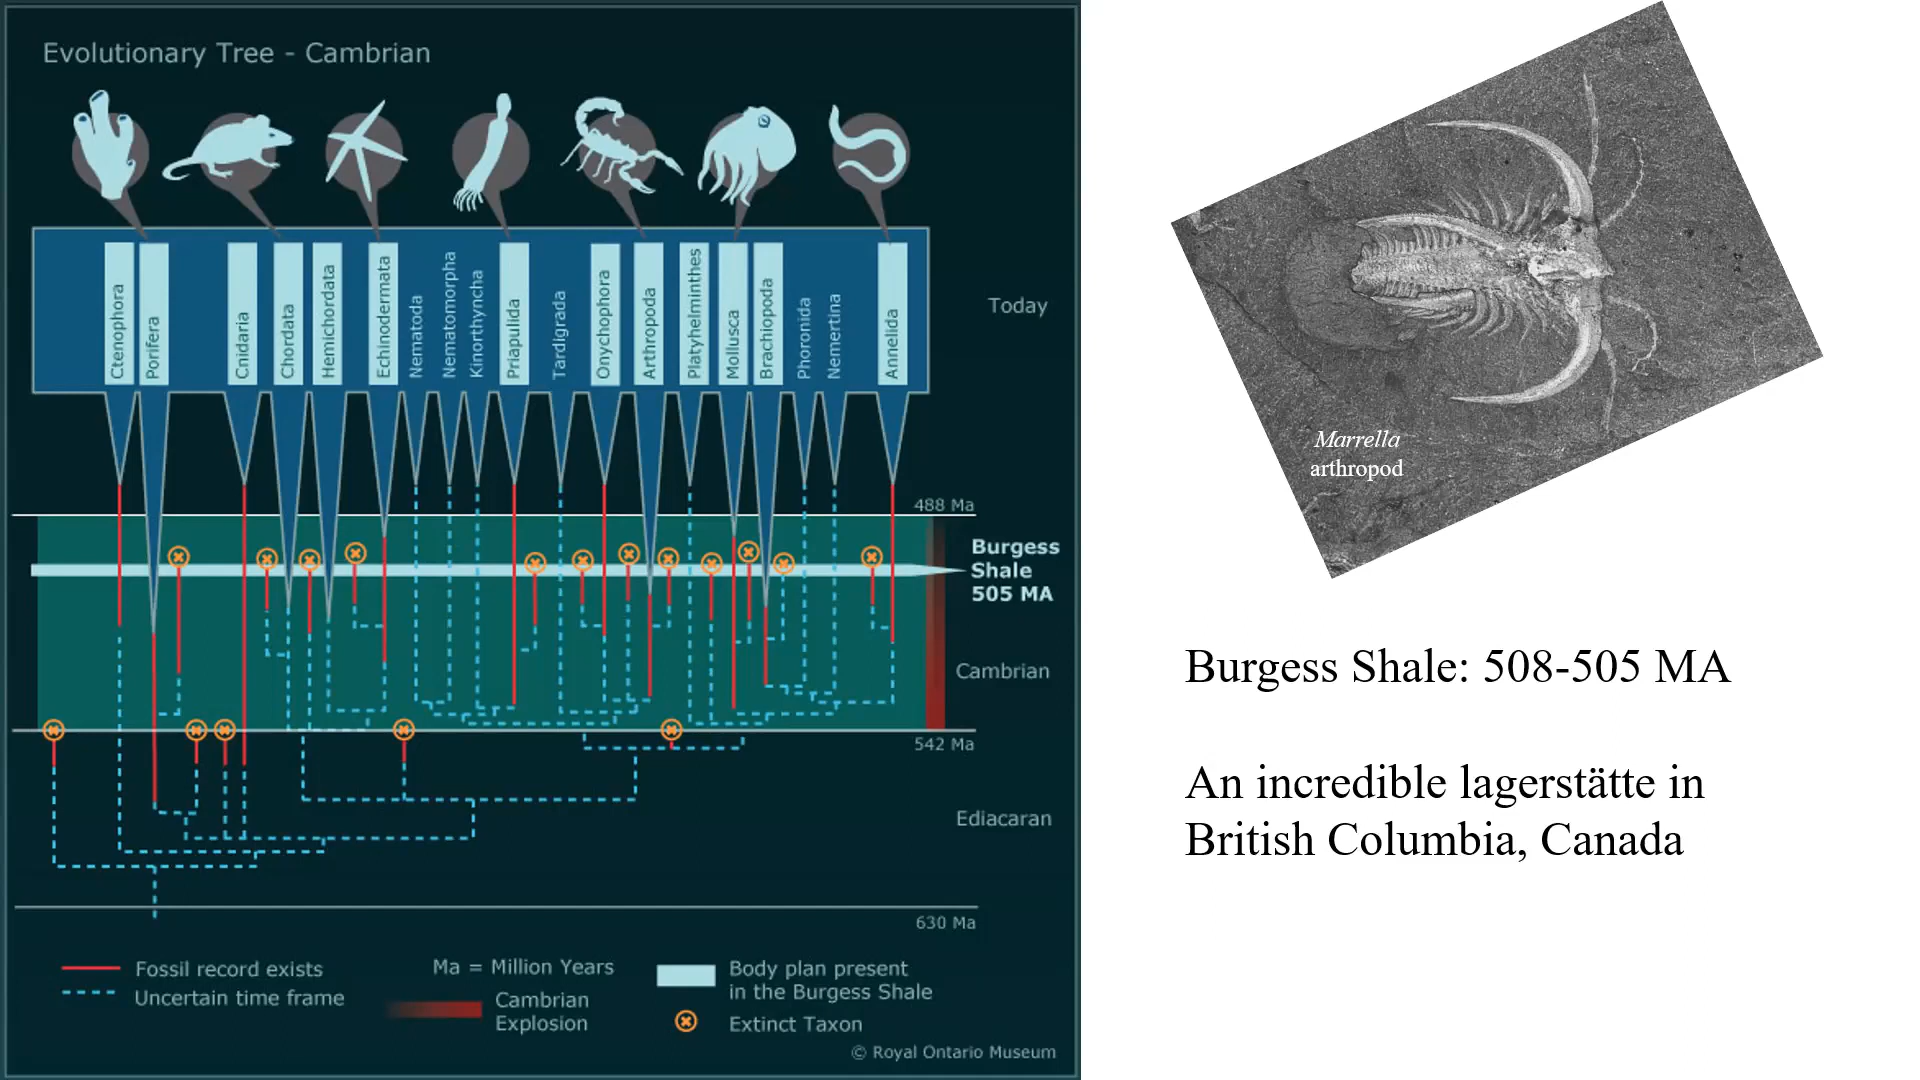 Evolutionary Tree - Cambrian
Ctenophora
Porifera
Cnidaria
Chordata
Hemichordata
Echinodermata
Nematoda
Nematomorpha
Kinorthyncha
Priapulida
Tardigrada
Onychophora
Arthropoda
Platyhelminthes
Mollusca
Brachiopoda
Phoronida
Nemertina
Annelida
Today
488 Ma
Burgess
Shale
505 MA
Cambrian
542 Ma
Ediacaran
630 Ma
Fossil record exists
Uncertain time frame
Ma = Million Years
Cambrian
Explosion
Body plan present
in the Burgess Shale
Extinct Taxon
© Royal Ontario Museum
Marrella
arthropod
Burgess Shale: 508-505 MA
An incredible lagerstätte in
British Columbia, Canada